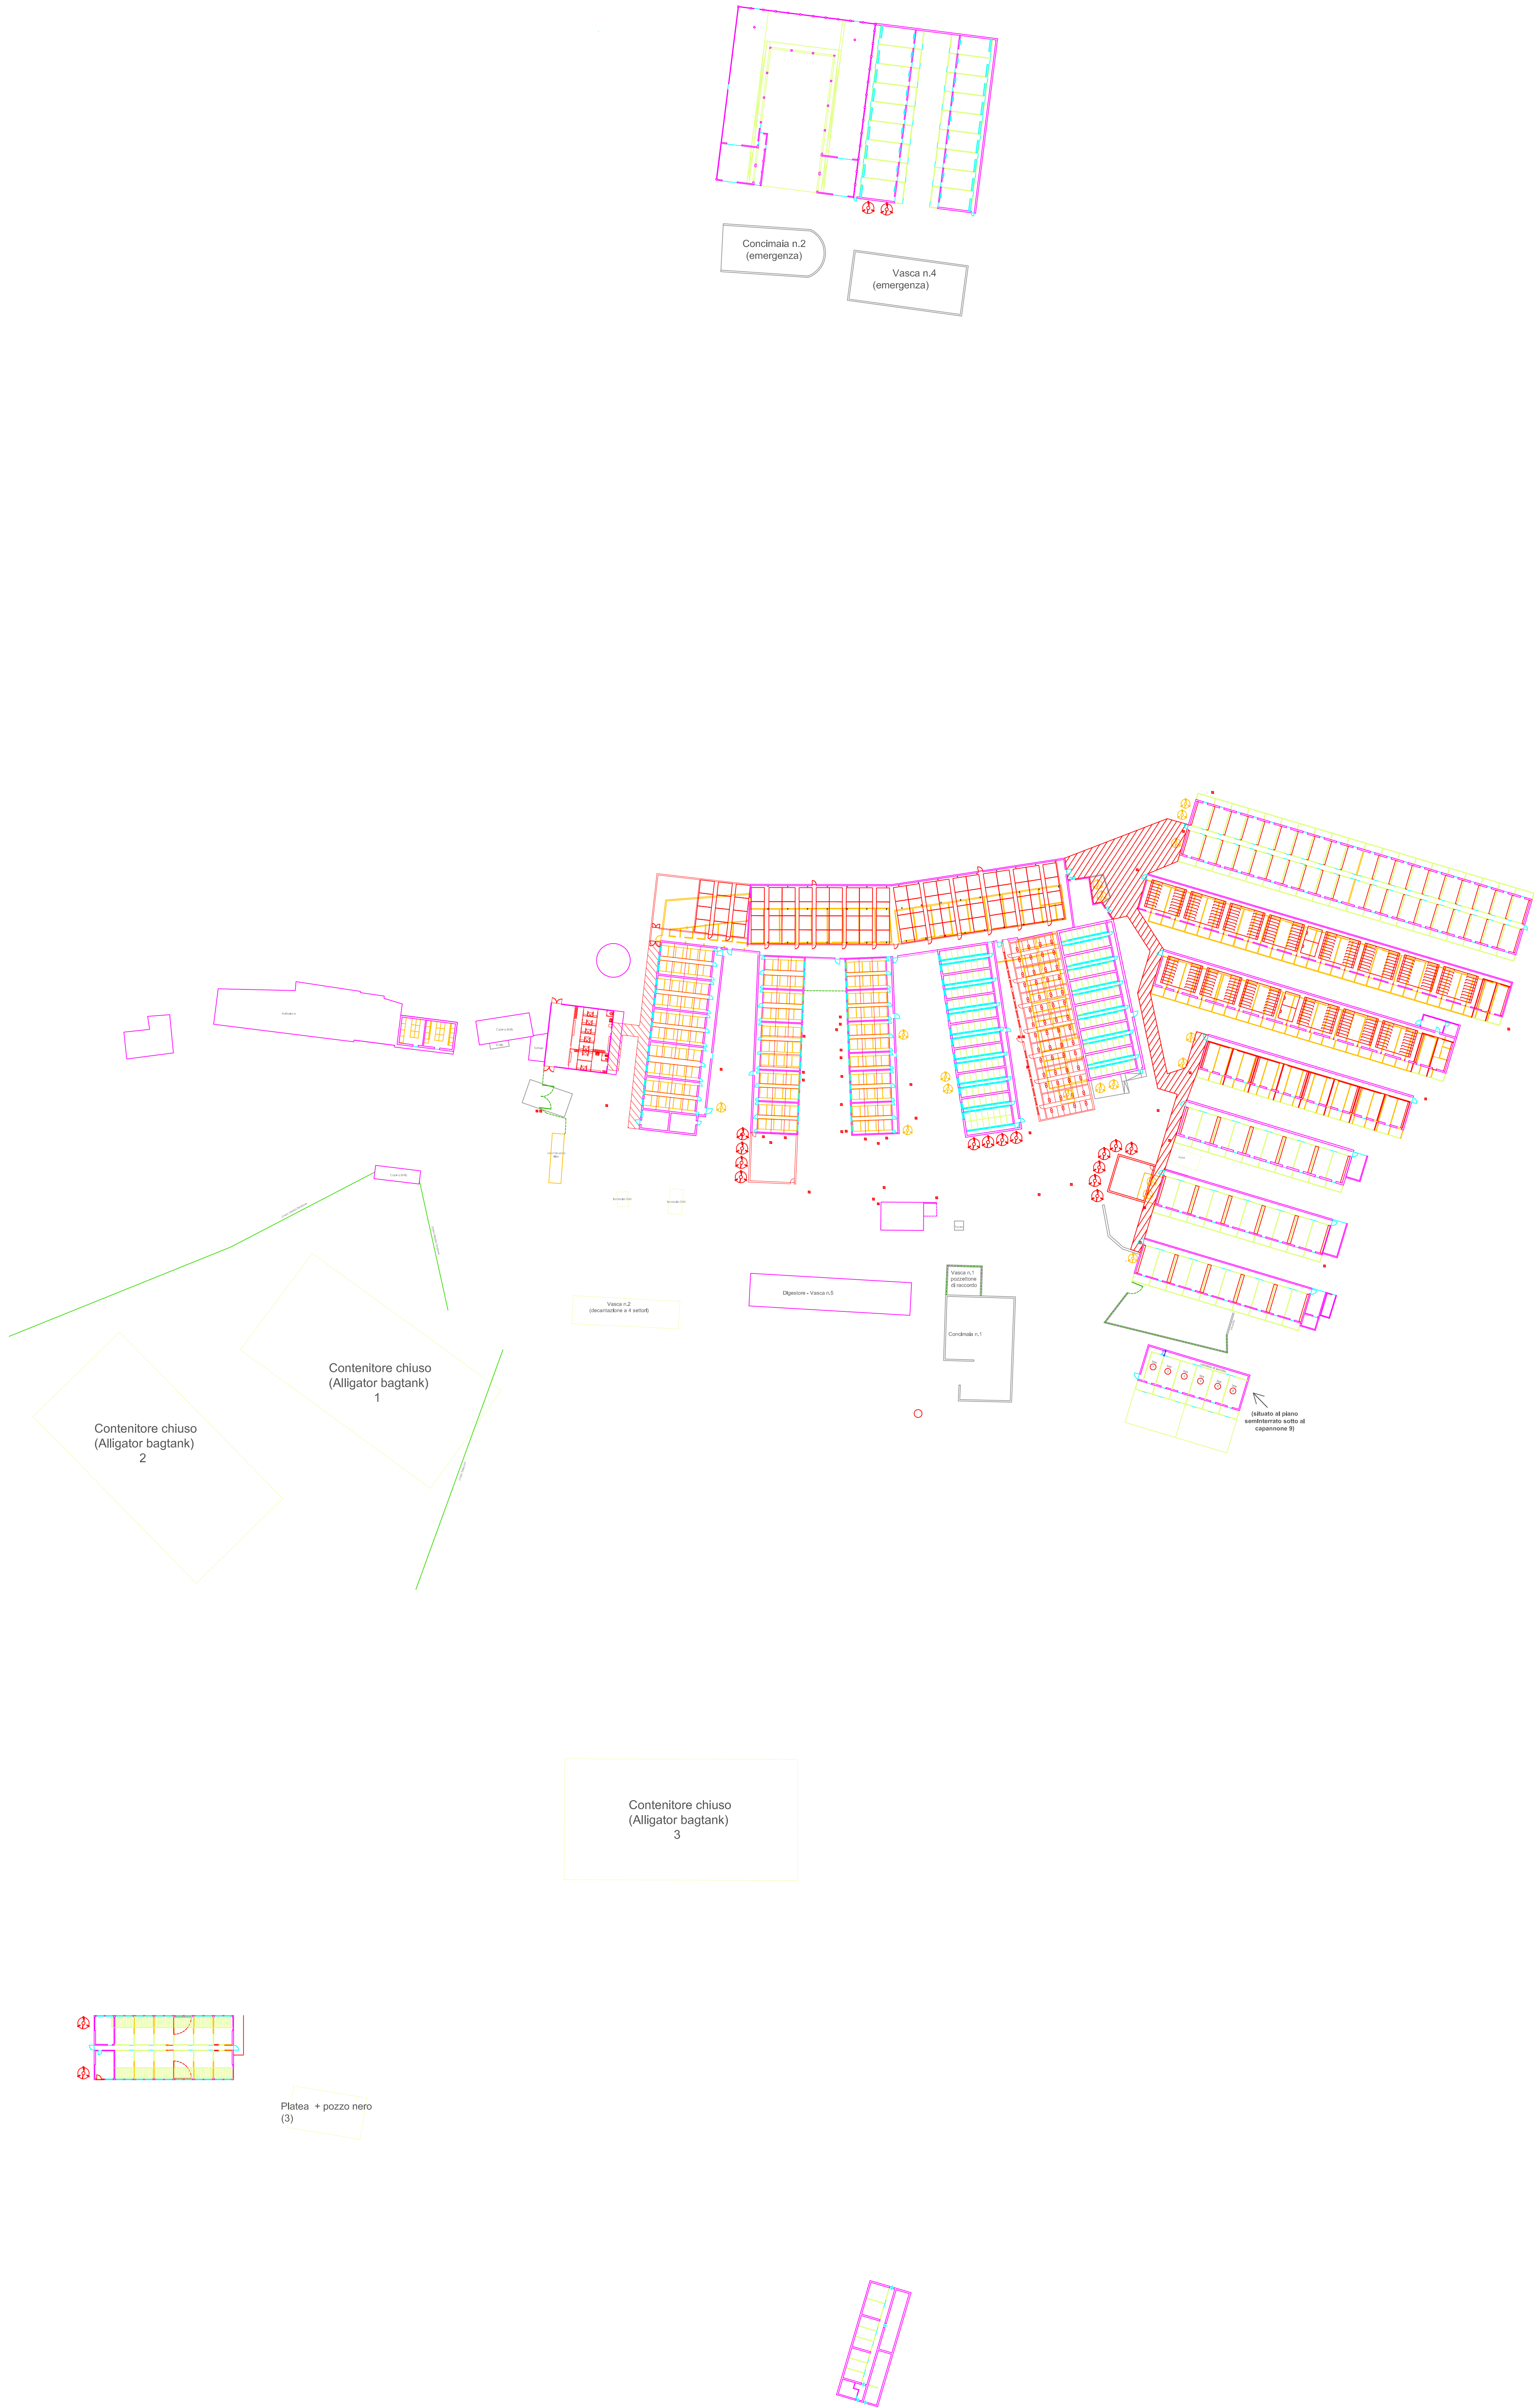 Concimaia n.2
(emergenza)
Vasca n.4
(emergenza)
Vasca n.1
pozzettone
di raccordo
Digestore - Vasca n.5
Vasca n.2
(decantazione a 4 settori)
Concimaia n.1
Contenitore chiuso
(Alligator bagtank)
1
Contenitore chiuso
(Alligator bagtank)
2
(situato al piano
seminterrato sotto al
capannone 9)
Contenitore chiuso
(Alligator bagtank)
3
Platea + pozzo nero
(3)